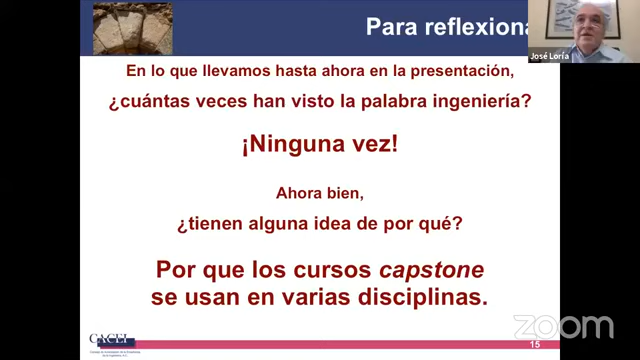 Para reflexiona
José Loría
En lo que llevamos hasta ahora en la presentación,
¿cuántas veces han visto la palabra ingeniería?
¡Ninguna vez!
Ahora bien,
¿tienen alguna idea de por qué?
Por que los cursos capstone
se usan en varias disciplinas.
CACEI
15
zoom